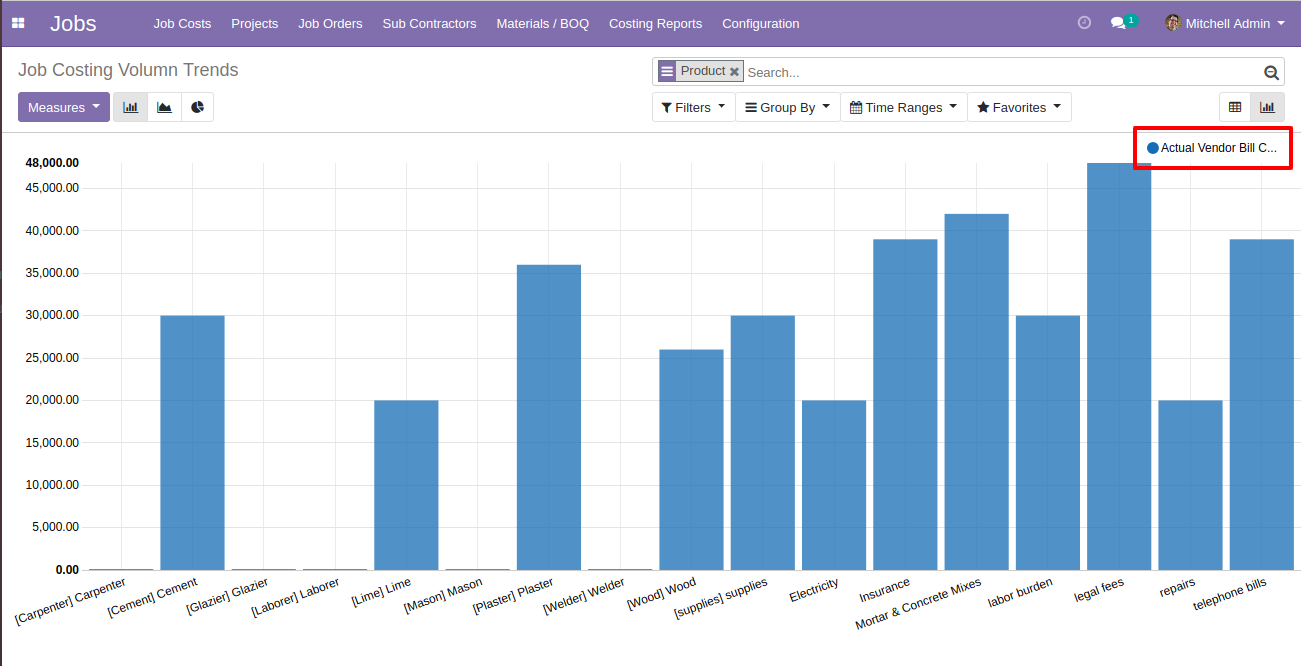 Jobs Job Costs Projects Job Orders Sub Contractors Materials / BOQ Costing Reports Configuration 1 Mitchell Admin
Job Costing Volumn Trends Product Search...
Measures Filters Group By Time Ranges Favorites
Actual Vendor Bill C...
48,000.00
45,000.00
40,000.00
35,000.00
30,000.00
25,000.00
20,000.00
15,000.00
10,000.00
5,000.00
0.00
[Carpenter] Carpenter
[Cement] Cement
[Glazier] Glazier
[Laborer] Laborer
[Lime] Lime
[Mason] Mason
[Plaster] Plaster
[Welder] Welder
[Wood] Wood
[supplies] supplies
Electricity
Insurance
Mortar & Concrete Mixes
labor burden
legal fees
repairs
telephone bills